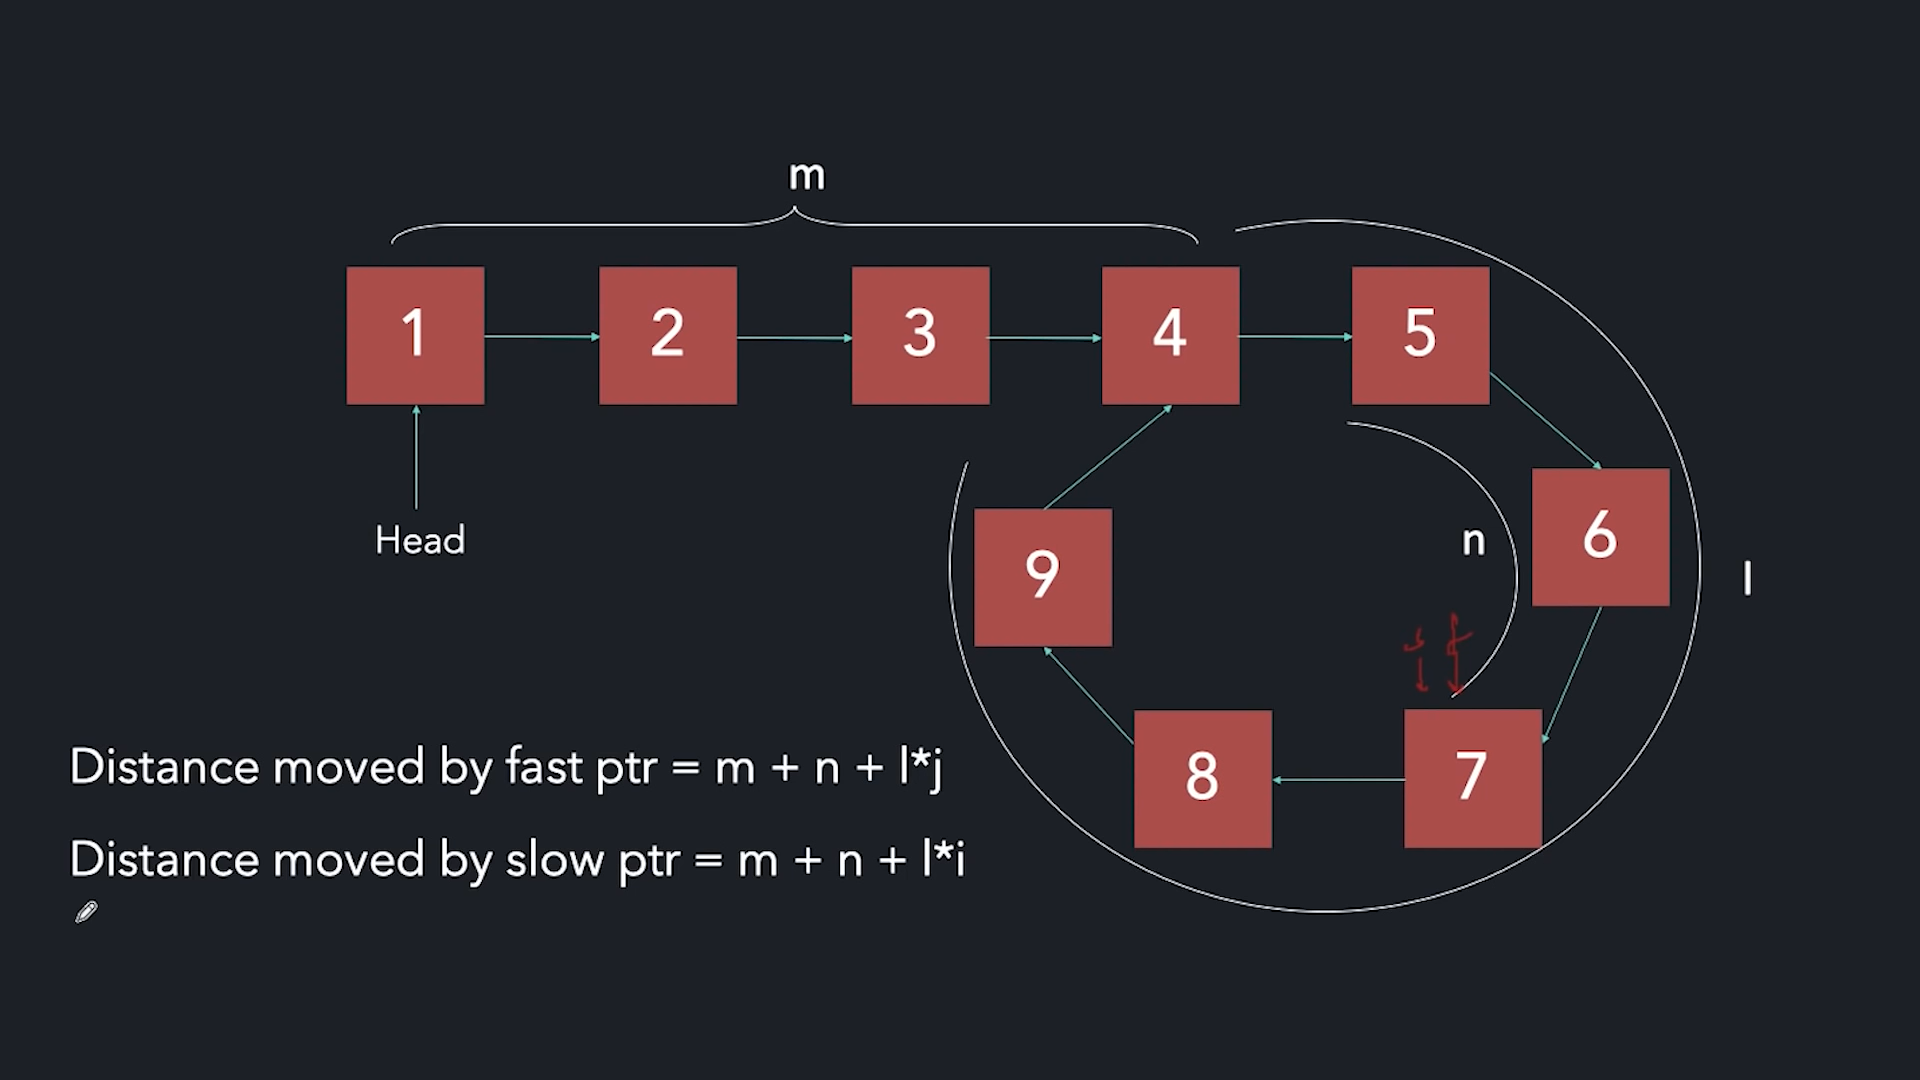 m
1 2 3 4 5
6
n
l
9
Head
s f
8 7
Distance moved by fast ptr = m + n + l*j
Distance moved by slow ptr = m + n + l*i